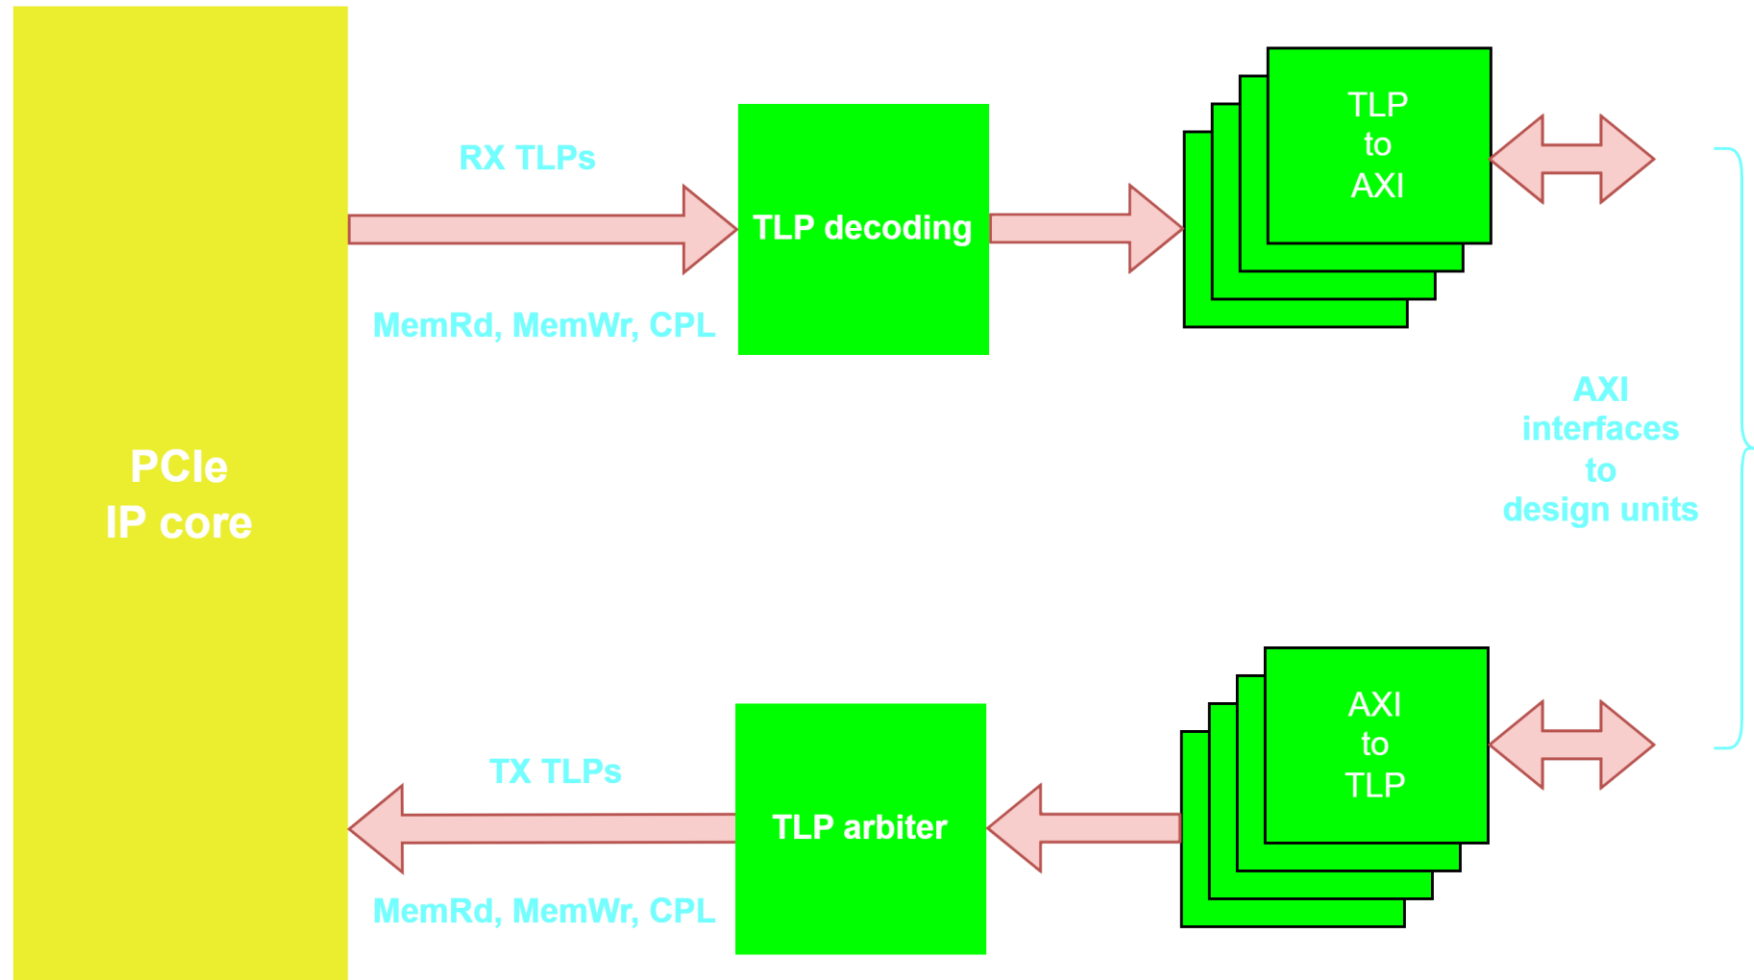 PCIe
IP core
RX TLPs
MemRd, MemWr, CPL
TLP decoding
TLP
to
AXI
AXI
interfaces
to
design units
TX TLPs
MemRd, MemWr, CPL
TLP arbiter
AXI
to
TLP